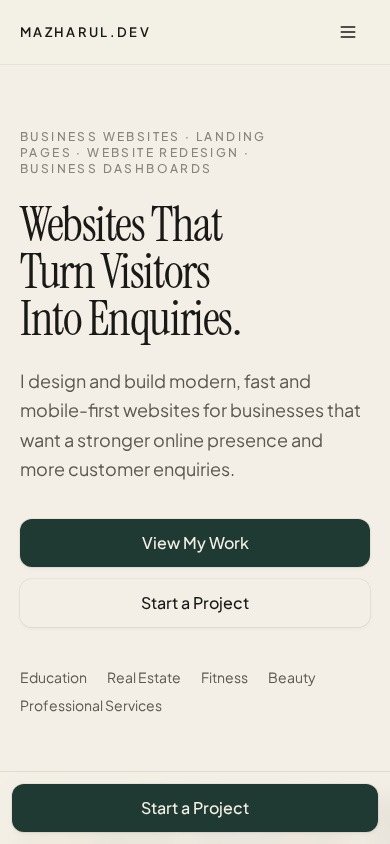 MAZHARUL.DEV
BUSINESS WEBSITES · LANDING
PAGES · WEBSITE REDESIGN ·
BUSINESS DASHBOARDS
Websites That
Turn Visitors
Into Enquiries.
I design and build modern, fast and
mobile-first websites for businesses that
want a stronger online presence and
more customer enquiries.
View My Work
Start a Project
Education Real Estate Fitness Beauty
Professional Services
Start a Project